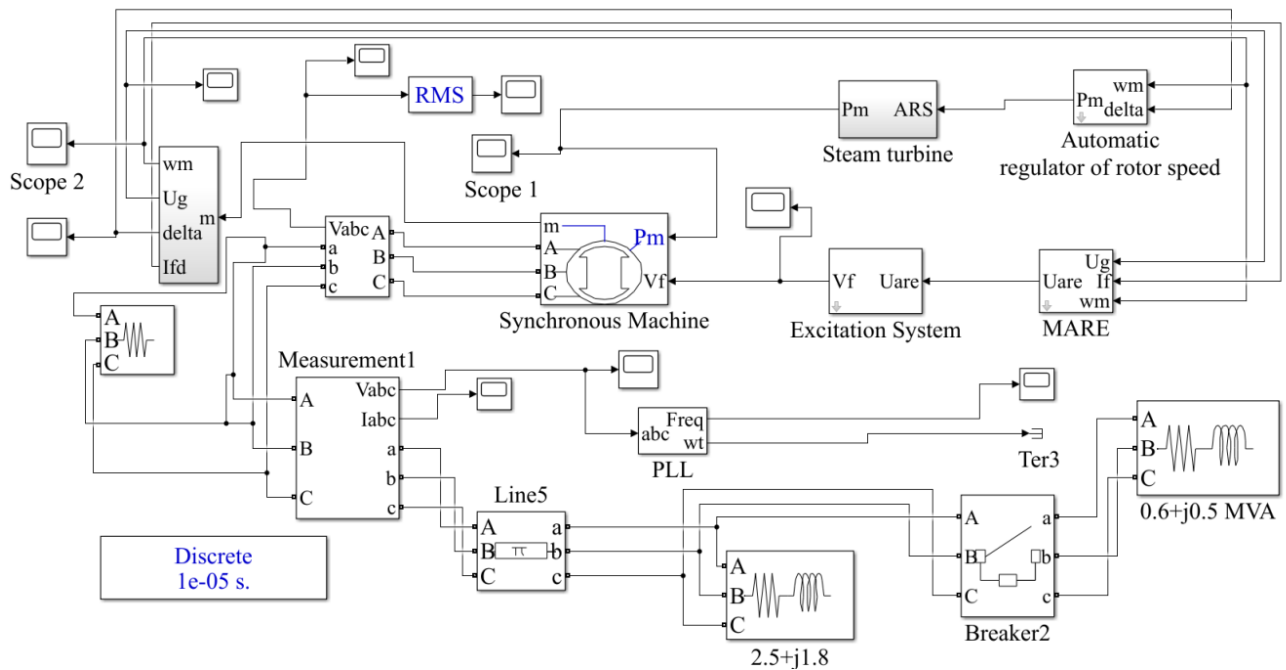 RMS
Pm ARS
Steam turbine
wm
Pm
delta
Automatic
regulator of rotor speed
Scope 2
wm
Ug
delta
m
Ifd
Scope 1
Vabc
a
b
c
A
B
C
m
A
B
C
Pm
Vf
Synchronous Machine
Vf Uare
Excitation System
Ug
Uare If
wm
MARE
A
B
C
Measurement1
Vabc
Iabc
A
B
C
a
b
c
Freq
abc
wt
PLL
Ter3
Line5
A a
B π b
C c
Discrete
1e-05 s.
A
B
C
2.5+j1.8
A a
B b
C c
Breaker2
A
B
C
0.6+j0.5 MVA